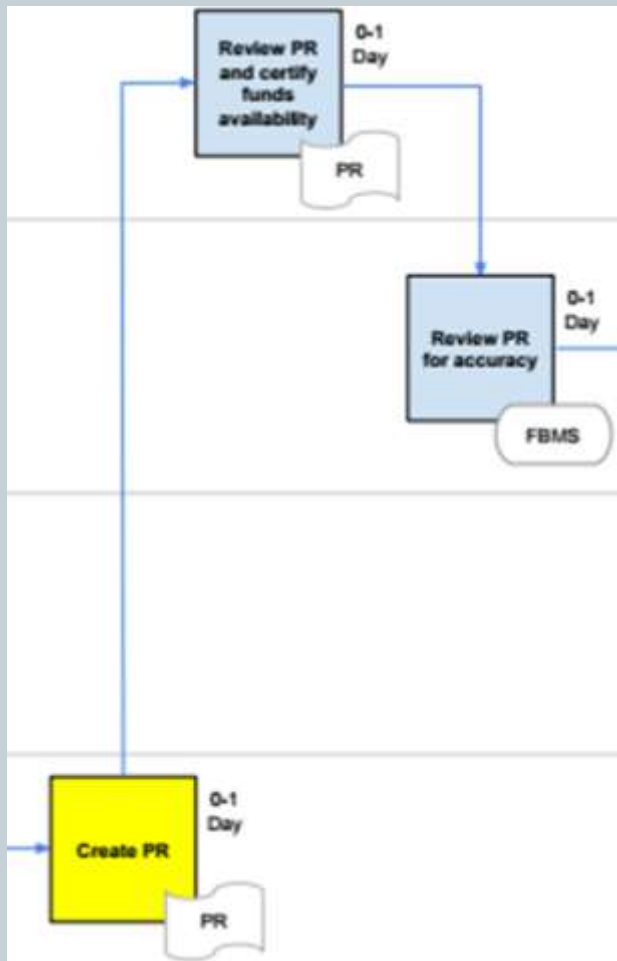 Review PR
and certify
funds
availability
0-1
Day
PR
Review PR
for accuracy
0-1
Day
FBMS
Create PR
0-1
Day
PR